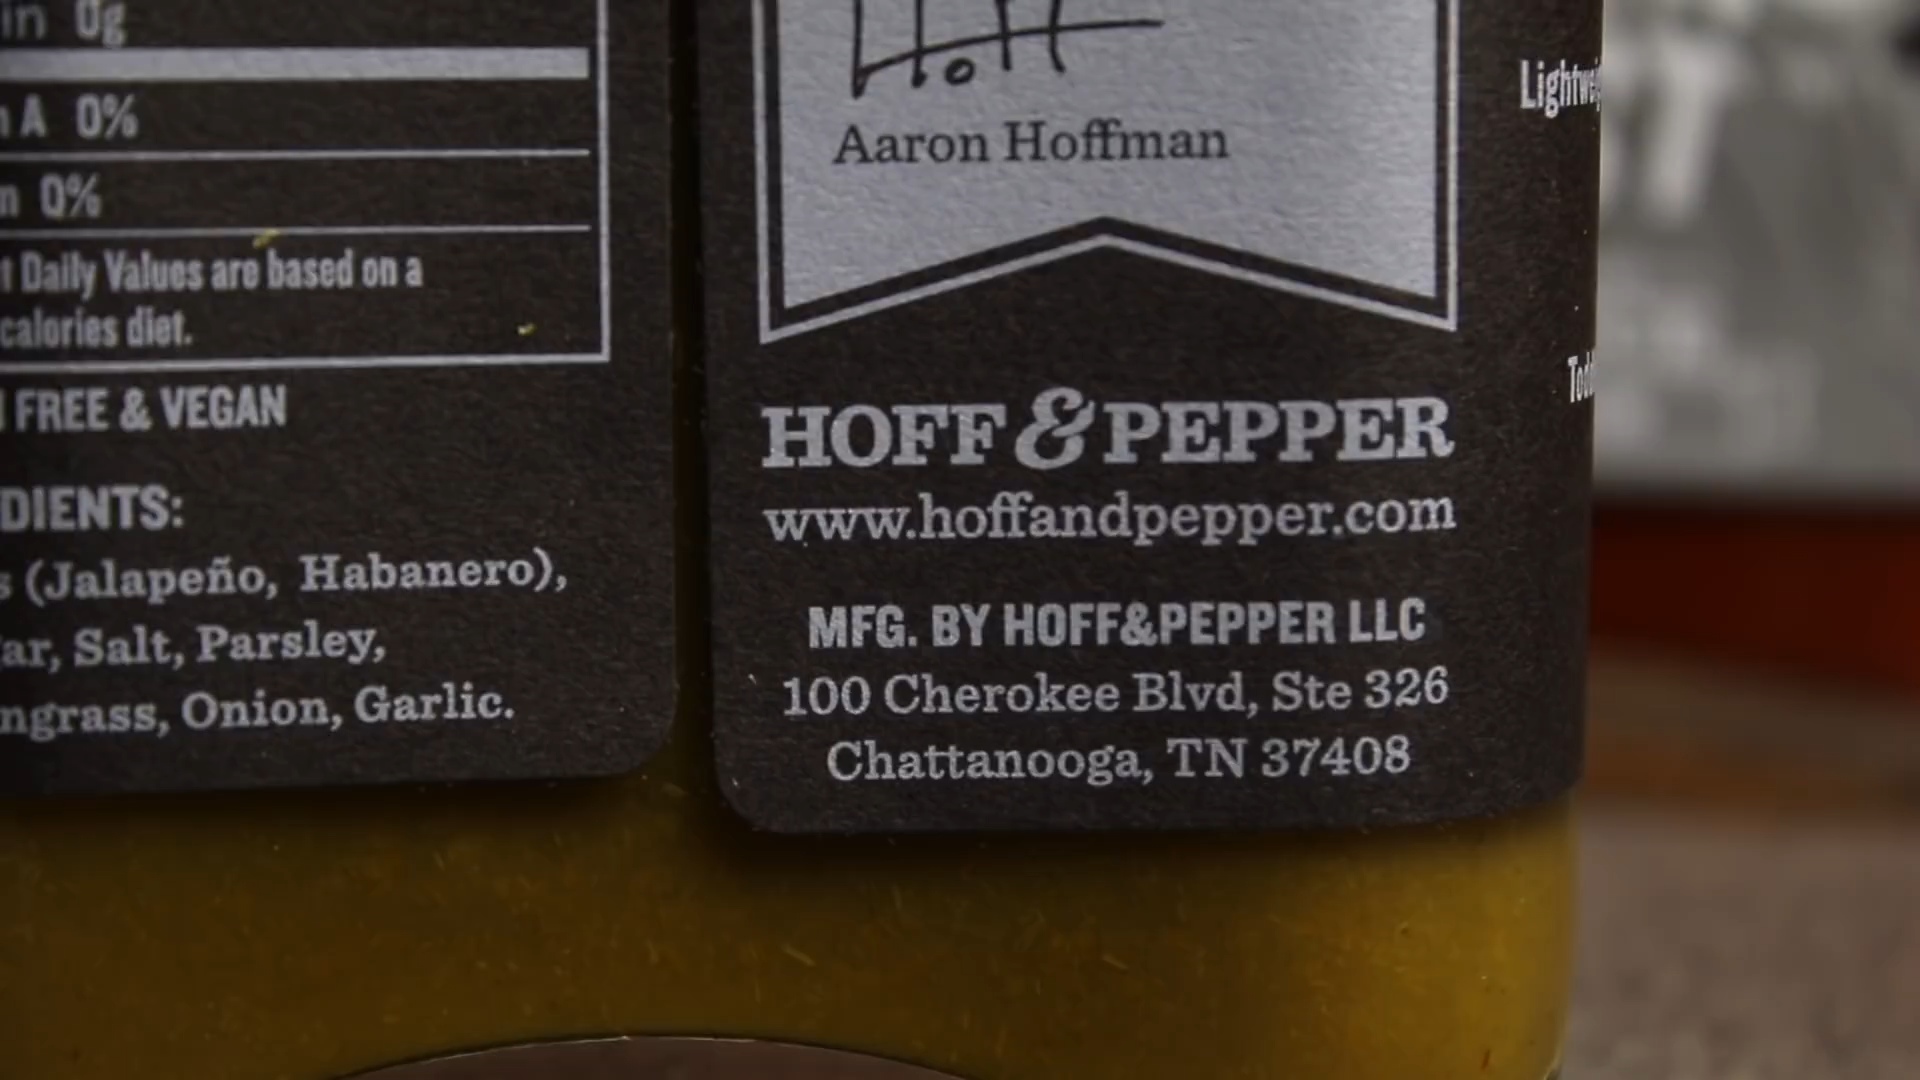 in 0g
A 0%
0%
Daily Values are based on a
calories diet.
FREE & VEGAN
DIENTS:
(Jalapeño, Habanero),
ar, Salt, Parsley,
ngrass, Onion, Garlic.
Hoff
Aaron Hoffman
HOFF & PEPPER
www.hoffandpepper.com
MFG. BY HOFF&PEPPER LLC
100 Cherokee Blvd, Ste 326
Chattanooga, TN 37408